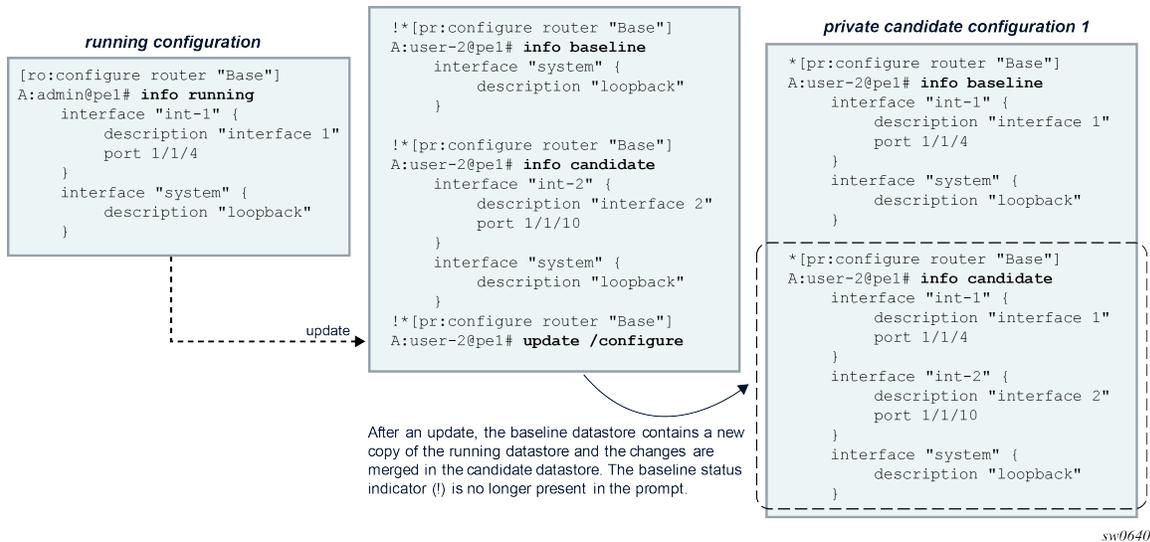 running configuration
[ro:configure router "Base"]
A:admin@pe1# info running
interface "int-1" {
description "interface 1"
port 1/1/4
}
interface "system" {
description "loopback"
}
update
!*[pr:configure router "Base"]
A:user-2@pe1# info baseline
interface "system" {
description "loopback"
}
!*[pr:configure router "Base"]
A:user-2@pe1# info candidate
interface "int-2" {
description "interface 2"
port 1/1/10
}
interface "system" {
description "loopback"
}
!*[pr:configure router "Base"]
A:user-2@pe1# update /configure
After an update, the baseline datastore contains a new
copy of the running datastore and the changes are
merged in the candidate datastore. The baseline status
indicator (!) is no longer present in the prompt.
private candidate configuration 1
*[pr:configure router "Base"]
A:user-2@pe1# info baseline
interface "int-1" {
description "interface 1"
port 1/1/4
}
interface "system" {
description "loopback"
}
*[pr:configure router "Base"]
A:user-2@pe1# info candidate
interface "int-1" {
description "interface 1"
port 1/1/4
}
interface "int-2" {
description "interface 2"
port 1/1/10
}
interface "system" {
description "loopback"
}
sw0640